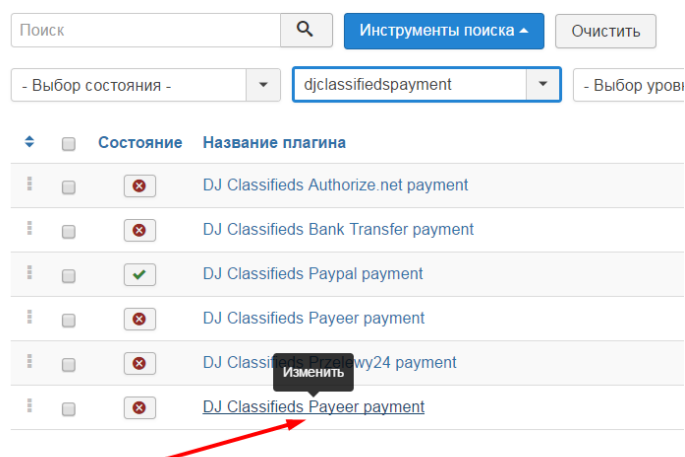 Поиск Инструменты поиска Очистить
- Выбор состояния - djclassifiedspayment - Выбор уров
Состояние Название плагина
DJ Classifieds Authorize.net payment
DJ Classifieds Bank Transfer payment
DJ Classifieds Paypal payment
DJ Classifieds Payeer payment
DJ Classifieds Przelewy24 payment
Изменить
DJ Classifieds Payeer payment